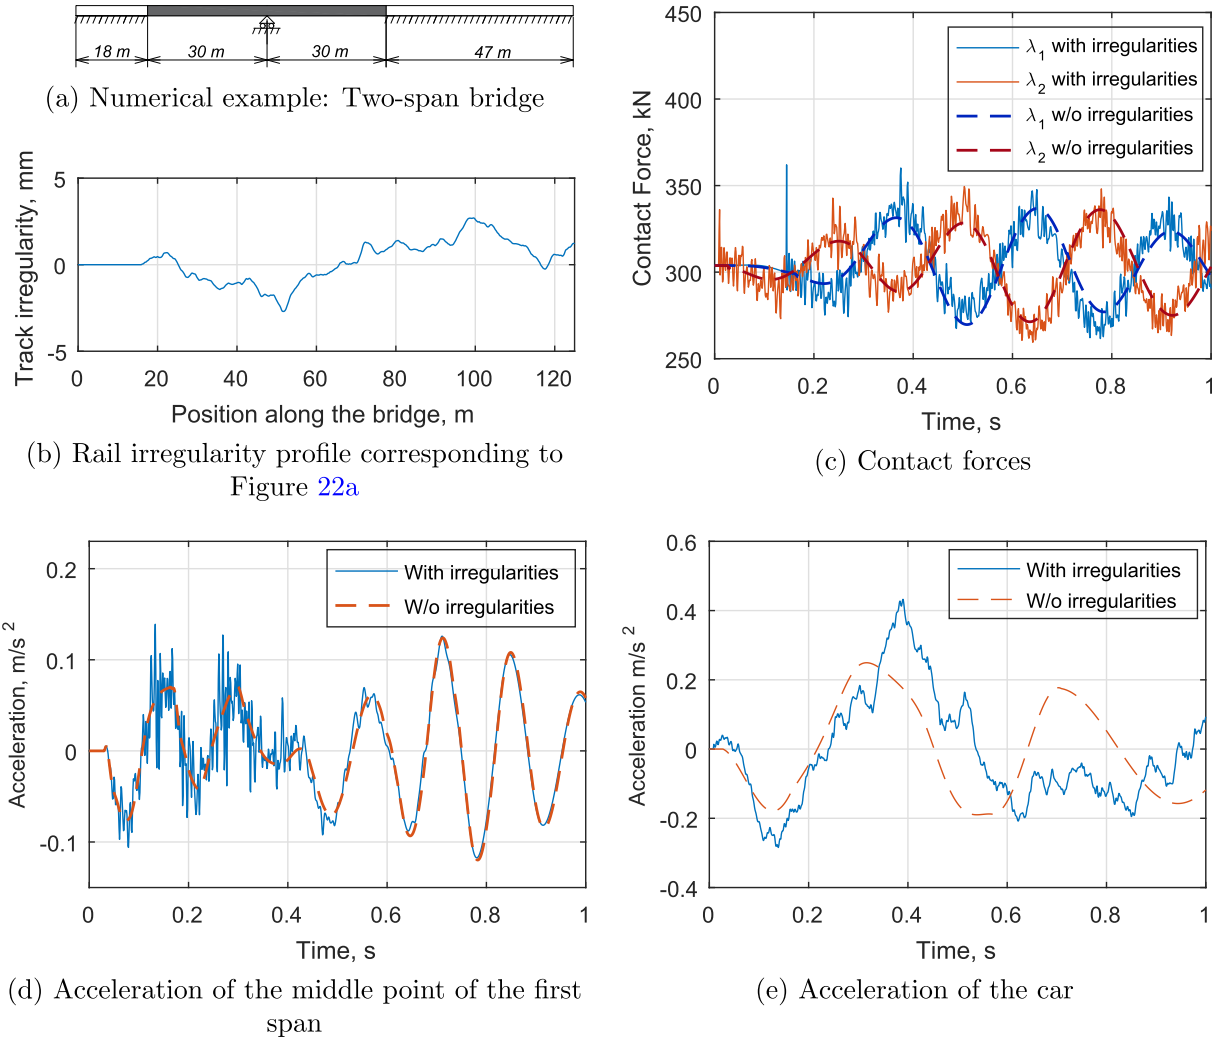 18 m
30 m
30 m
47 m
(a) Numerical example: Two-span bridge
Track irregularity, mm
5
0
-5
0
20
40
60
80
100
120
Position along the bridge, m
(b) Rail irregularity profile corresponding to
Figure 22a
Contact Force, kN
450
400
350
300
250
λ1 with irregularities
λ2 with irregularities
λ1 w/o irregularities
λ2 w/o irregularities
0
0.2
0.4
0.6
0.8
1
Time, s
(c) Contact forces
Acceleration, m/s 2
0.2
0.1
0
-0.1
With irregularities
W/o irregularities
0
0.2
0.4
0.6
0.8
1
Time, s
(d) Acceleration of the middle point of the first
span
Acceleration m/s 2
0.6
0.4
0.2
0
-0.2
-0.4
With irregularities
W/o irregularities
0
0.2
0.4
0.6
0.8
1
Time, s
(e) Acceleration of the car